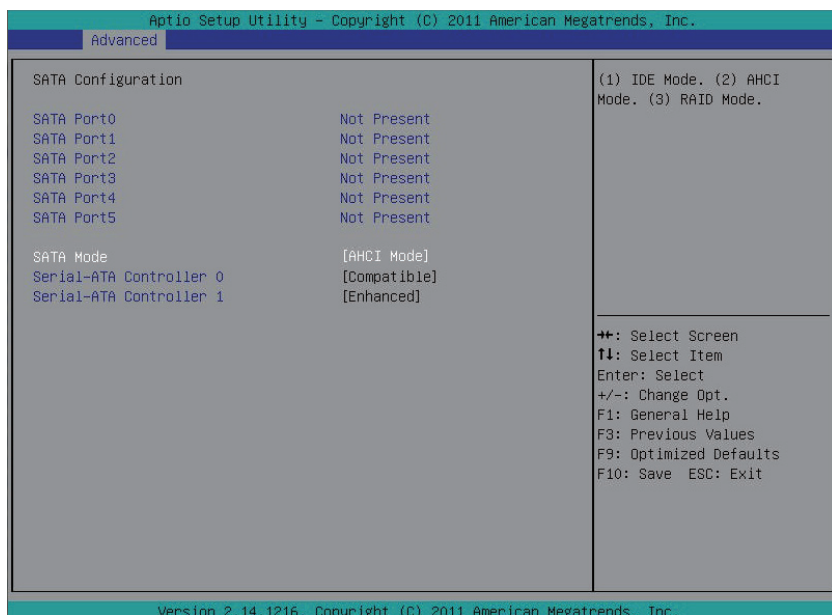 Aptio Setup Utility – Copyright (C) 2011 American Megatrends, Inc.
Advanced
SATA Configuration
SATA Port0 Not Present
SATA Port1 Not Present
SATA Port2 Not Present
SATA Port3 Not Present
SATA Port4 Not Present
SATA Port5 Not Present
SATA Mode [AHCI Mode]
Serial-ATA Controller 0 [Compatible]
Serial-ATA Controller 1 [Enhanced]
(1) IDE Mode. (2) AHCI
Mode. (3) RAID Mode.
→←: Select Screen
↑↓: Select Item
Enter: Select
+/-: Change Opt.
F1: General Help
F3: Previous Values
F9: Optimized Defaults
F10: Save ESC: Exit
Version 2.14.1216. Copyright (C) 2011 American Megatrends, Inc.